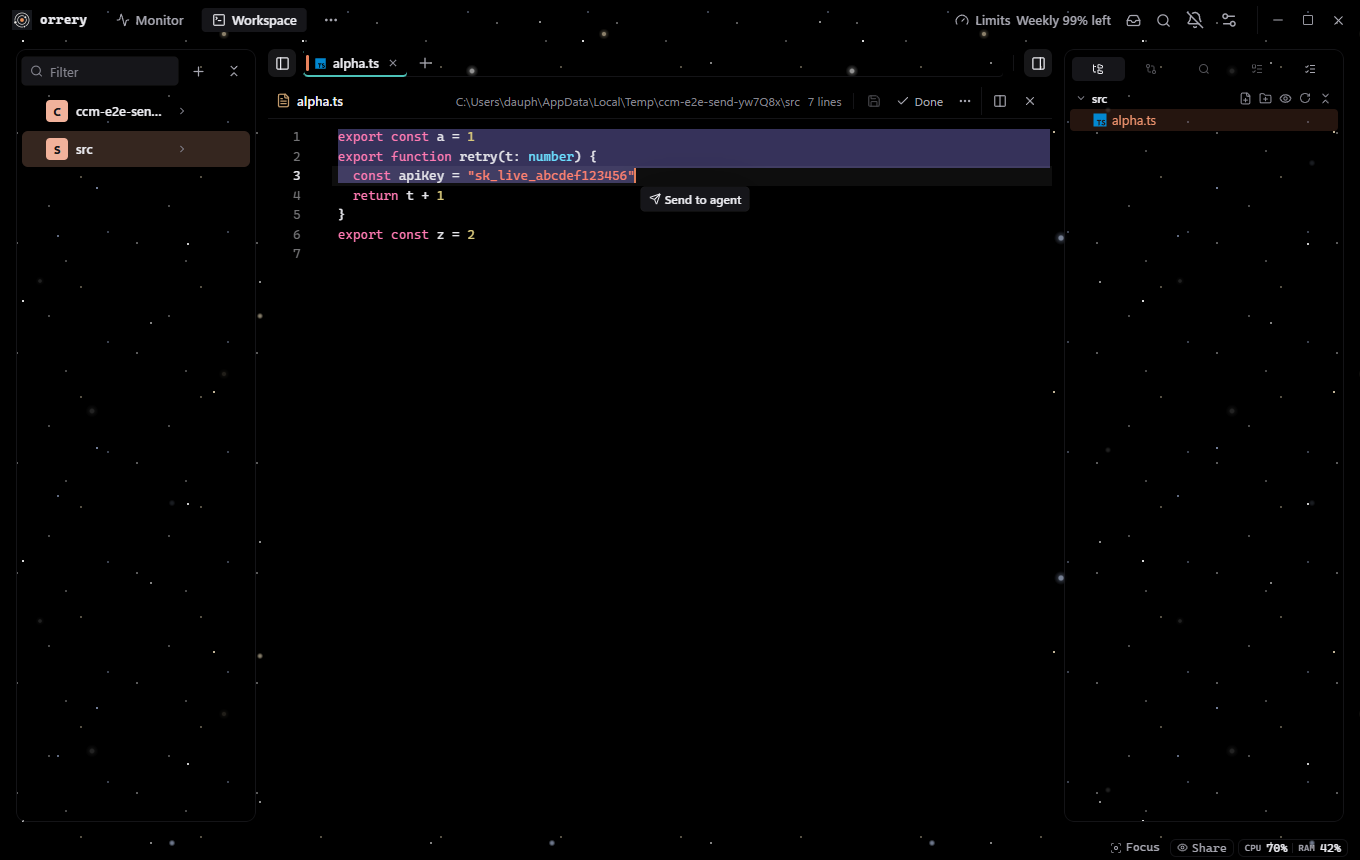 orrery Monitor Workspace ··· Limits Weekly 99% left
Filter
C ccm-e2e-sen...
S src
alpha.ts
alpha.ts C:\Users\dauph\AppData\Local\Temp\ccm-e2e-send-yw7Q8x\src 7 lines Done ···
1 export const a = 1
2 export function retry(t: number) {
3 const apiKey = "sk_live_abcdef123456"
4 return t + 1
5 }
6 export const z = 2
7
Send to agent
src
TS alpha.ts
Focus Share CPU 70% RAM 42%